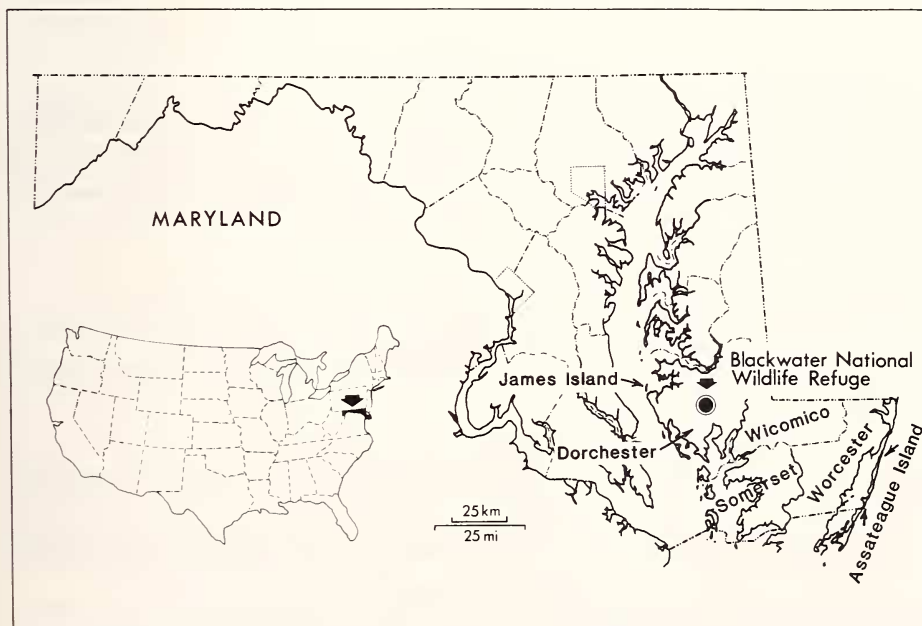 MARYLAND
James Island
Blackwater National
Wildlife Refuge
Dorchester
Wicomico
Somerset
Worcester
Assateague Island
25 km
25 mi